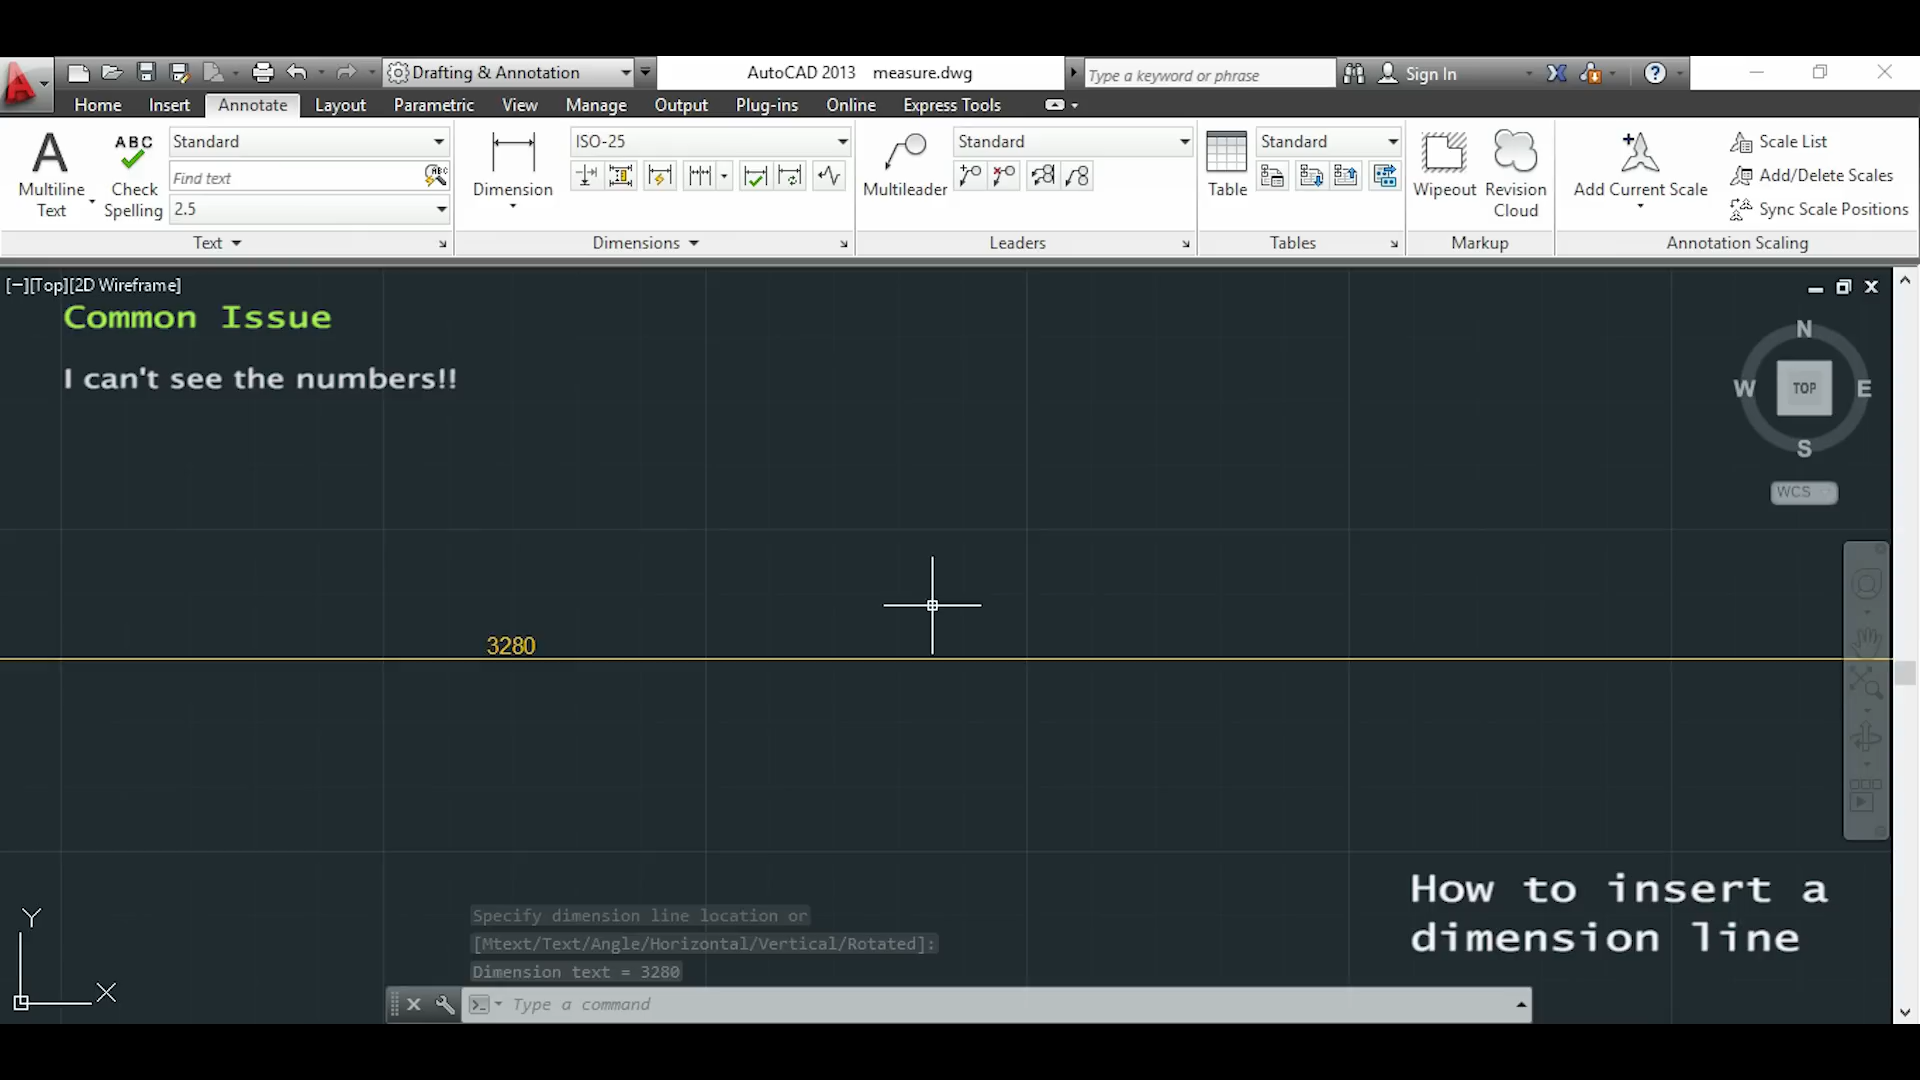 Drafting & Annotation
AutoCAD 2013 measure.dwg
Type a keyword or phrase
Sign In
Home Insert Annotate Layout Parametric View Manage Output Plug-ins Online Express Tools
A
Multiline
Text
ABC
Check
Spelling
Standard
Find text
ABC
2.5
Text
Dimension
ISO-25
Dimensions
Multileader
Standard
Leaders
Table
Standard
Tables
Wipeout
Revision
Cloud
Markup
Add Current Scale
Scale List
Add/Delete Scales
Sync Scale Positions
Annotation Scaling
[−][Top][2D Wireframe]
Common Issue
I can't see the numbers!!
N
W
TOP
E
S
WCS
3280
How to insert a
dimension line
Specify dimension line location or
[Mtext/Text/Angle/Horizontal/Vertical/Rotated]:
Dimension text = 3280
Type a command
Y
X